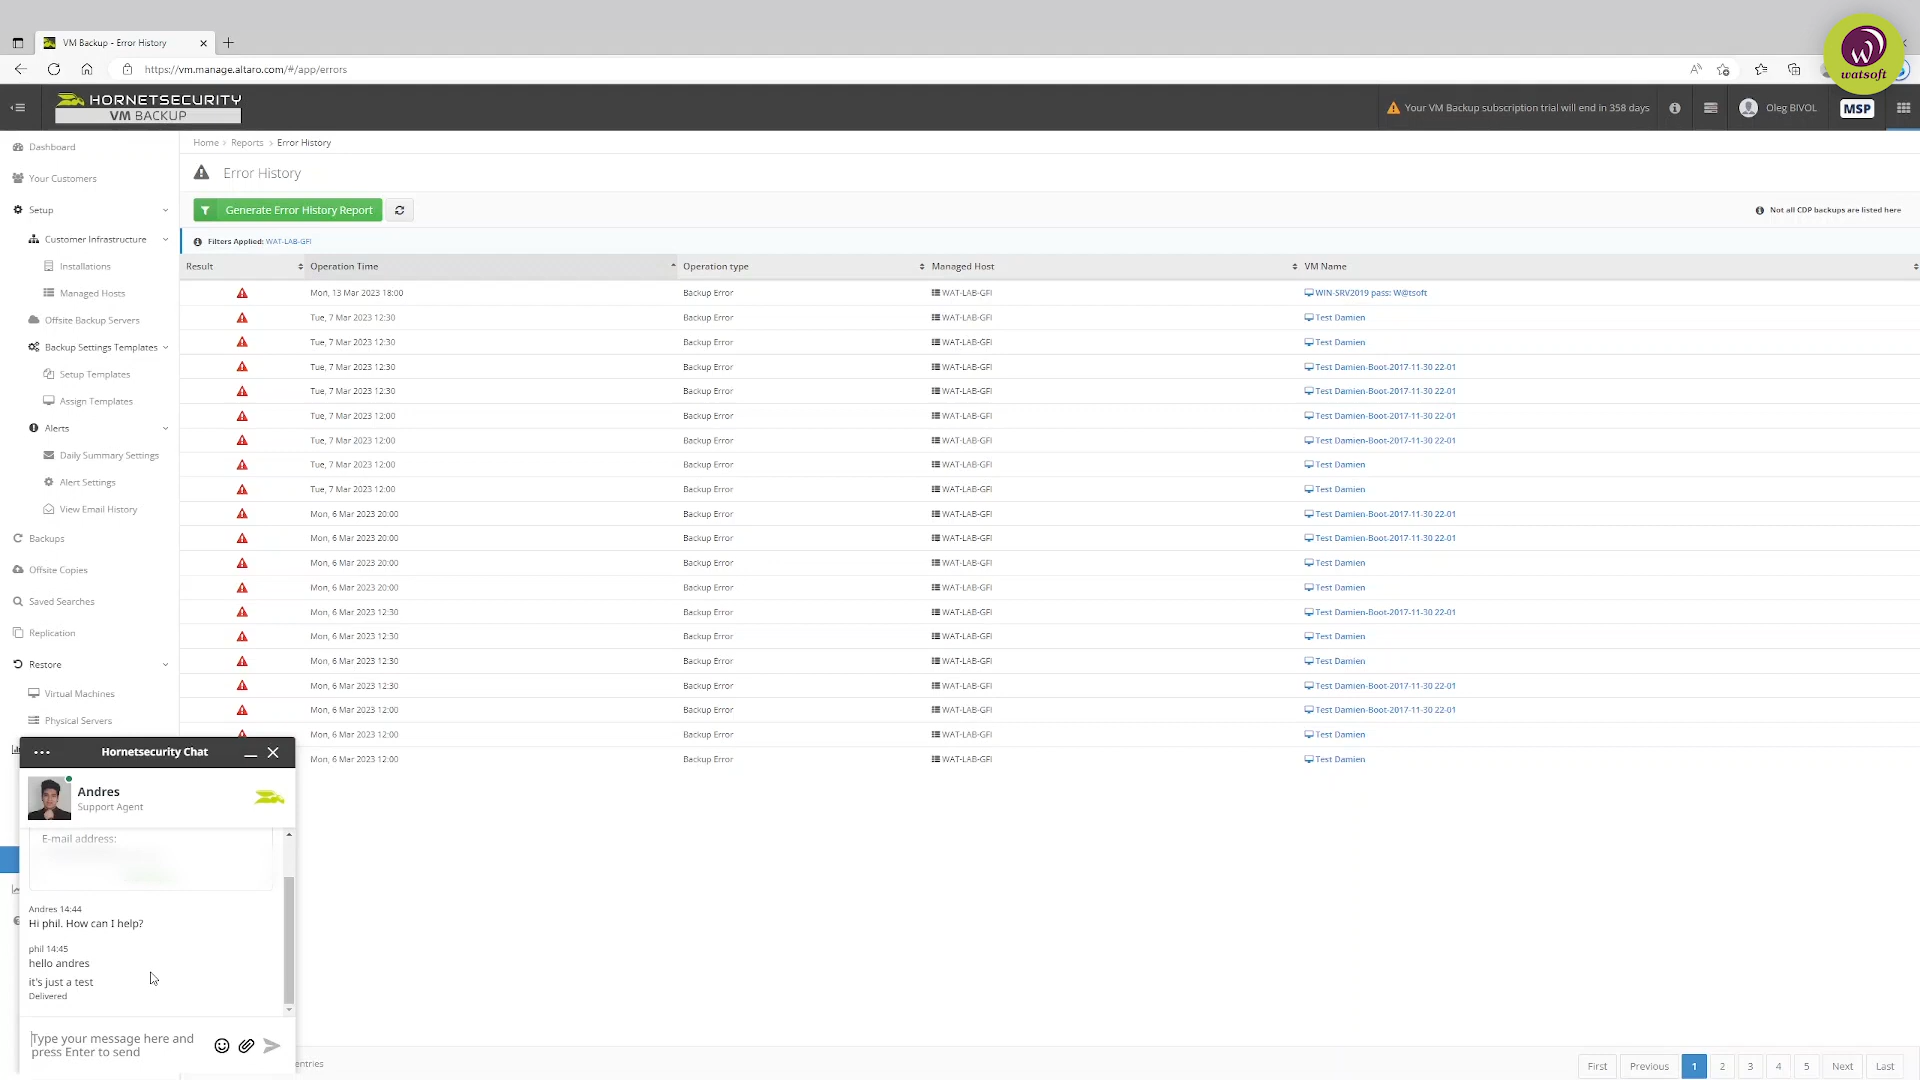 VM Backup - Error History
https://vm.manage.altaro.com/#/app/errors
watsoft
HORNETSECURITY
VM BACKUP
Your VM Backup subscription trial will end in 358 days
Oleg BIVOL
MSP
Dashboard
Your Customers
Setup
Customer Infrastructure
Installations
Managed Hosts
Offsite Backup Servers
Backup Settings Templates
Setup Templates
Assign Templates
Alerts
Daily Summary Settings
Alert Settings
View Email History
Backups
Offsite Copies
Saved Searches
Replication
Restore
Virtual Machines
Physical Servers
Home > Reports > Error History
Error History
Generate Error History Report
Not all CDP backups are listed here
Filters Applied: WAT-LAB-GFI
Result Operation Time Operation type Managed Host VM Name
Mon, 13 Mar 2023 18:00 Backup Error WAT-LAB-GFI WIN-SRV2019 pass: W@tsoft
Tue, 7 Mar 2023 12:30 Backup Error WAT-LAB-GFI Test Damien
Tue, 7 Mar 2023 12:30 Backup Error WAT-LAB-GFI Test Damien
Tue, 7 Mar 2023 12:30 Backup Error WAT-LAB-GFI Test Damien-Boot-2017-11-30 22-01
Tue, 7 Mar 2023 12:30 Backup Error WAT-LAB-GFI Test Damien-Boot-2017-11-30 22-01
Tue, 7 Mar 2023 12:00 Backup Error WAT-LAB-GFI Test Damien-Boot-2017-11-30 22-01
Tue, 7 Mar 2023 12:00 Backup Error WAT-LAB-GFI Test Damien-Boot-2017-11-30 22-01
Tue, 7 Mar 2023 12:00 Backup Error WAT-LAB-GFI Test Damien
Tue, 7 Mar 2023 12:00 Backup Error WAT-LAB-GFI Test Damien
Mon, 6 Mar 2023 20:00 Backup Error WAT-LAB-GFI Test Damien-Boot-2017-11-30 22-01
Mon, 6 Mar 2023 20:00 Backup Error WAT-LAB-GFI Test Damien-Boot-2017-11-30 22-01
Mon, 6 Mar 2023 20:00 Backup Error WAT-LAB-GFI Test Damien
Mon, 6 Mar 2023 20:00 Backup Error WAT-LAB-GFI Test Damien
Mon, 6 Mar 2023 12:30 Backup Error WAT-LAB-GFI Test Damien-Boot-2017-11-30 22-01
Mon, 6 Mar 2023 12:30 Backup Error WAT-LAB-GFI Test Damien
Mon, 6 Mar 2023 12:30 Backup Error WAT-LAB-GFI Test Damien
Mon, 6 Mar 2023 12:30 Backup Error WAT-LAB-GFI Test Damien-Boot-2017-11-30 22-01
Mon, 6 Mar 2023 12:00 Backup Error WAT-LAB-GFI Test Damien-Boot-2017-11-30 22-01
Mon, 6 Mar 2023 12:00 Backup Error WAT-LAB-GFI Test Damien
Mon, 6 Mar 2023 12:00 Backup Error WAT-LAB-GFI Test Damien
Hornetsecurity Chat
Andres
Support Agent
E-mail address:
Andres 14:44
Hi phil. How can I help?
phil 14:45
hello andres
it's just a test
Delivered
Type your message here and
press Enter to send
entries
First Previous 1 2 3 4 5 Next Last